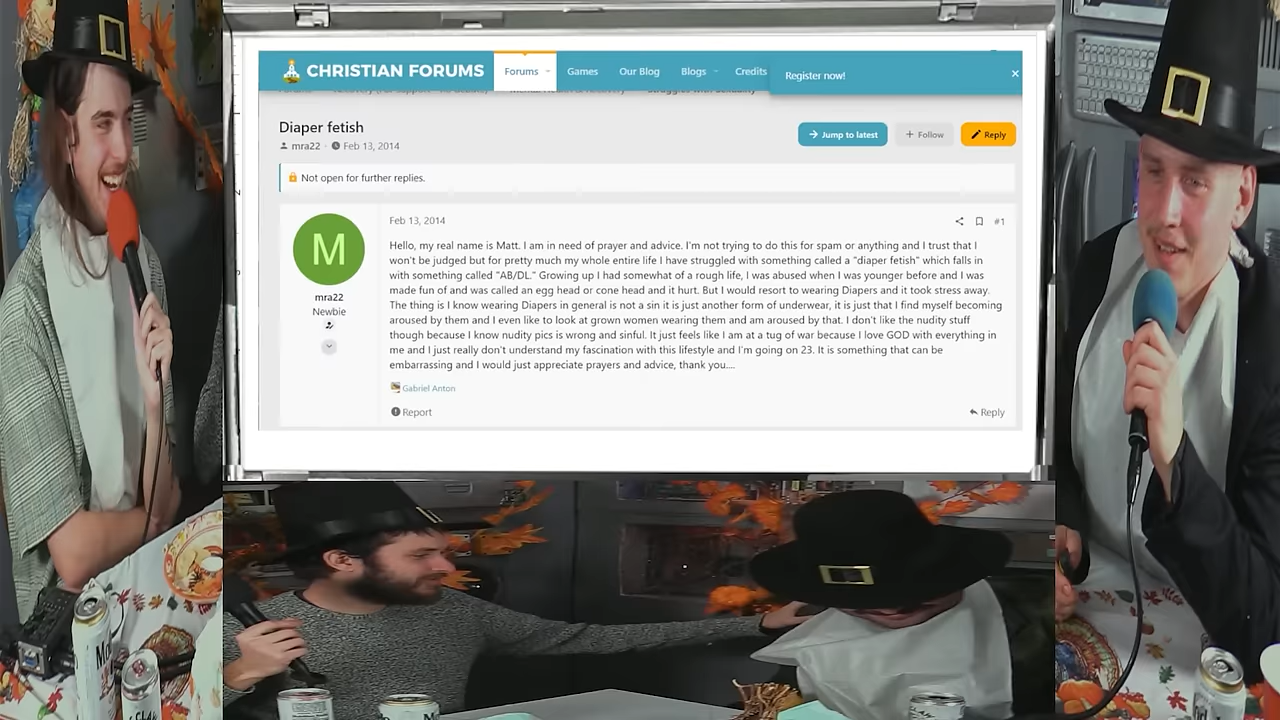 CHRISTIAN FORUMS
Forums
Games
Our Blog
Blogs
Credits
Register now!
Struggles with Sexuality
Diaper fetish
mra22 · Feb 13, 2014
Jump to latest
+ Follow
Reply
Not open for further replies.
M
mra22
Newbie
Feb 13, 2014
#1
Hello, my real name is Matt. I am in need of prayer and advice. I'm not trying to do this for spam or anything and I trust that I
won't be judged but for pretty much my whole entire life I have struggled with something called a "diaper fetish" which falls in
with something called "AB/DL." Growing up I had somewhat of a rough life, I was abused when I was younger before and I was
made fun of and was called an egg head or cone head and it hurt. But I would resort to wearing Diapers and it took stress away.
The thing is I know wearing Diapers in general is not a sin it is just another form of underwear, it is just that I find myself becoming
aroused by them and I even like to look at grown women wearing them and am aroused by that. I don't like the nudity stuff
though because I know nudity pics is wrong and sinful. It just feels like I am at a tug of war because I love GOD with everything in
me and I just really don't understand my fascination with this lifestyle and I'm going on 23. It is something that can be
embarrassing and I would just appreciate prayers and advice, thank you....
Gabriel Anton
Report
Reply